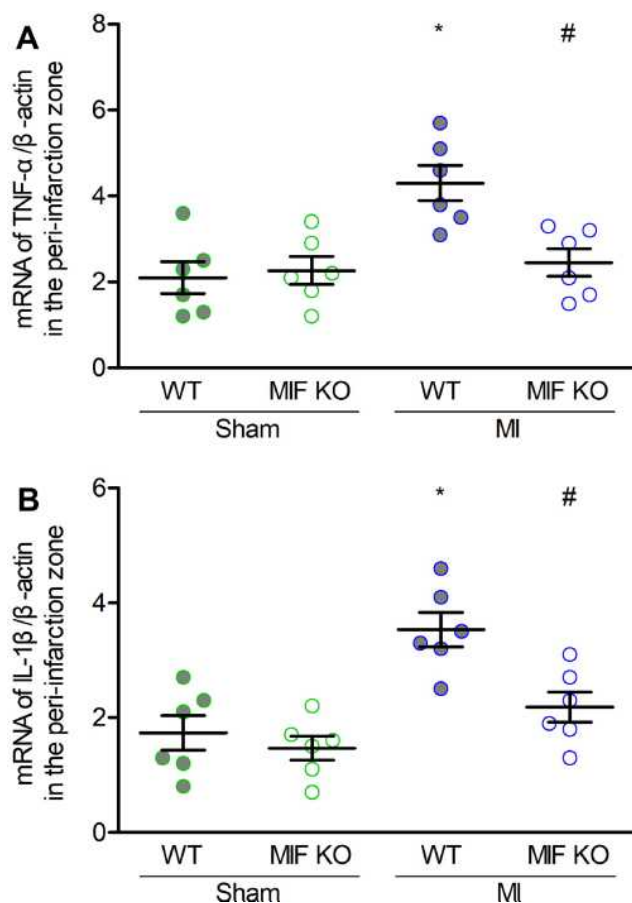 A
mRNA of TNF-α/β-actin
in the peri-infarction zone
8
6
4
2
0
*
#
WT
MIF KO
WT
MIF KO
Sham
MI
B
mRNA of IL-1β/β-actin
in the peri-infarction zone
6
4
2
0
*
#
WT
MIF KO
WT
MIF KO
Sham
MI